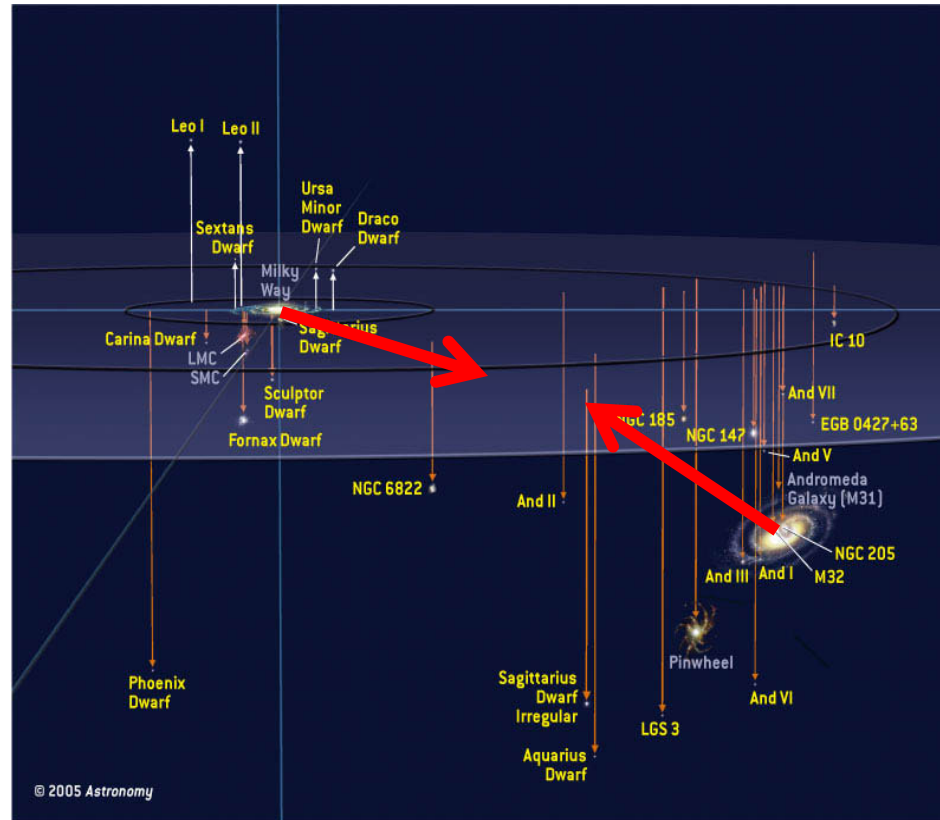 Leo I
Leo II
Ursa
Minor
Dwarf
Draco
Dwarf
Sextans
Dwarf
Milky
Way
Sagittarius
Dwarf
Carina Dwarf
LMC
SMC
Sculptor
Dwarf
Fornax Dwarf
IC 10
And VII
NGC 185
EGB 0427+63
NGC 147
And V
NGC 6822
And II
Andromeda
Galaxy (M31)
NGC 205
And III
And I
M32
Pinwheel
Phoenix
Dwarf
Sagittarius
Dwarf
Irregular
And VI
LGS 3
Aquarius
Dwarf
© 2005 Astronomy